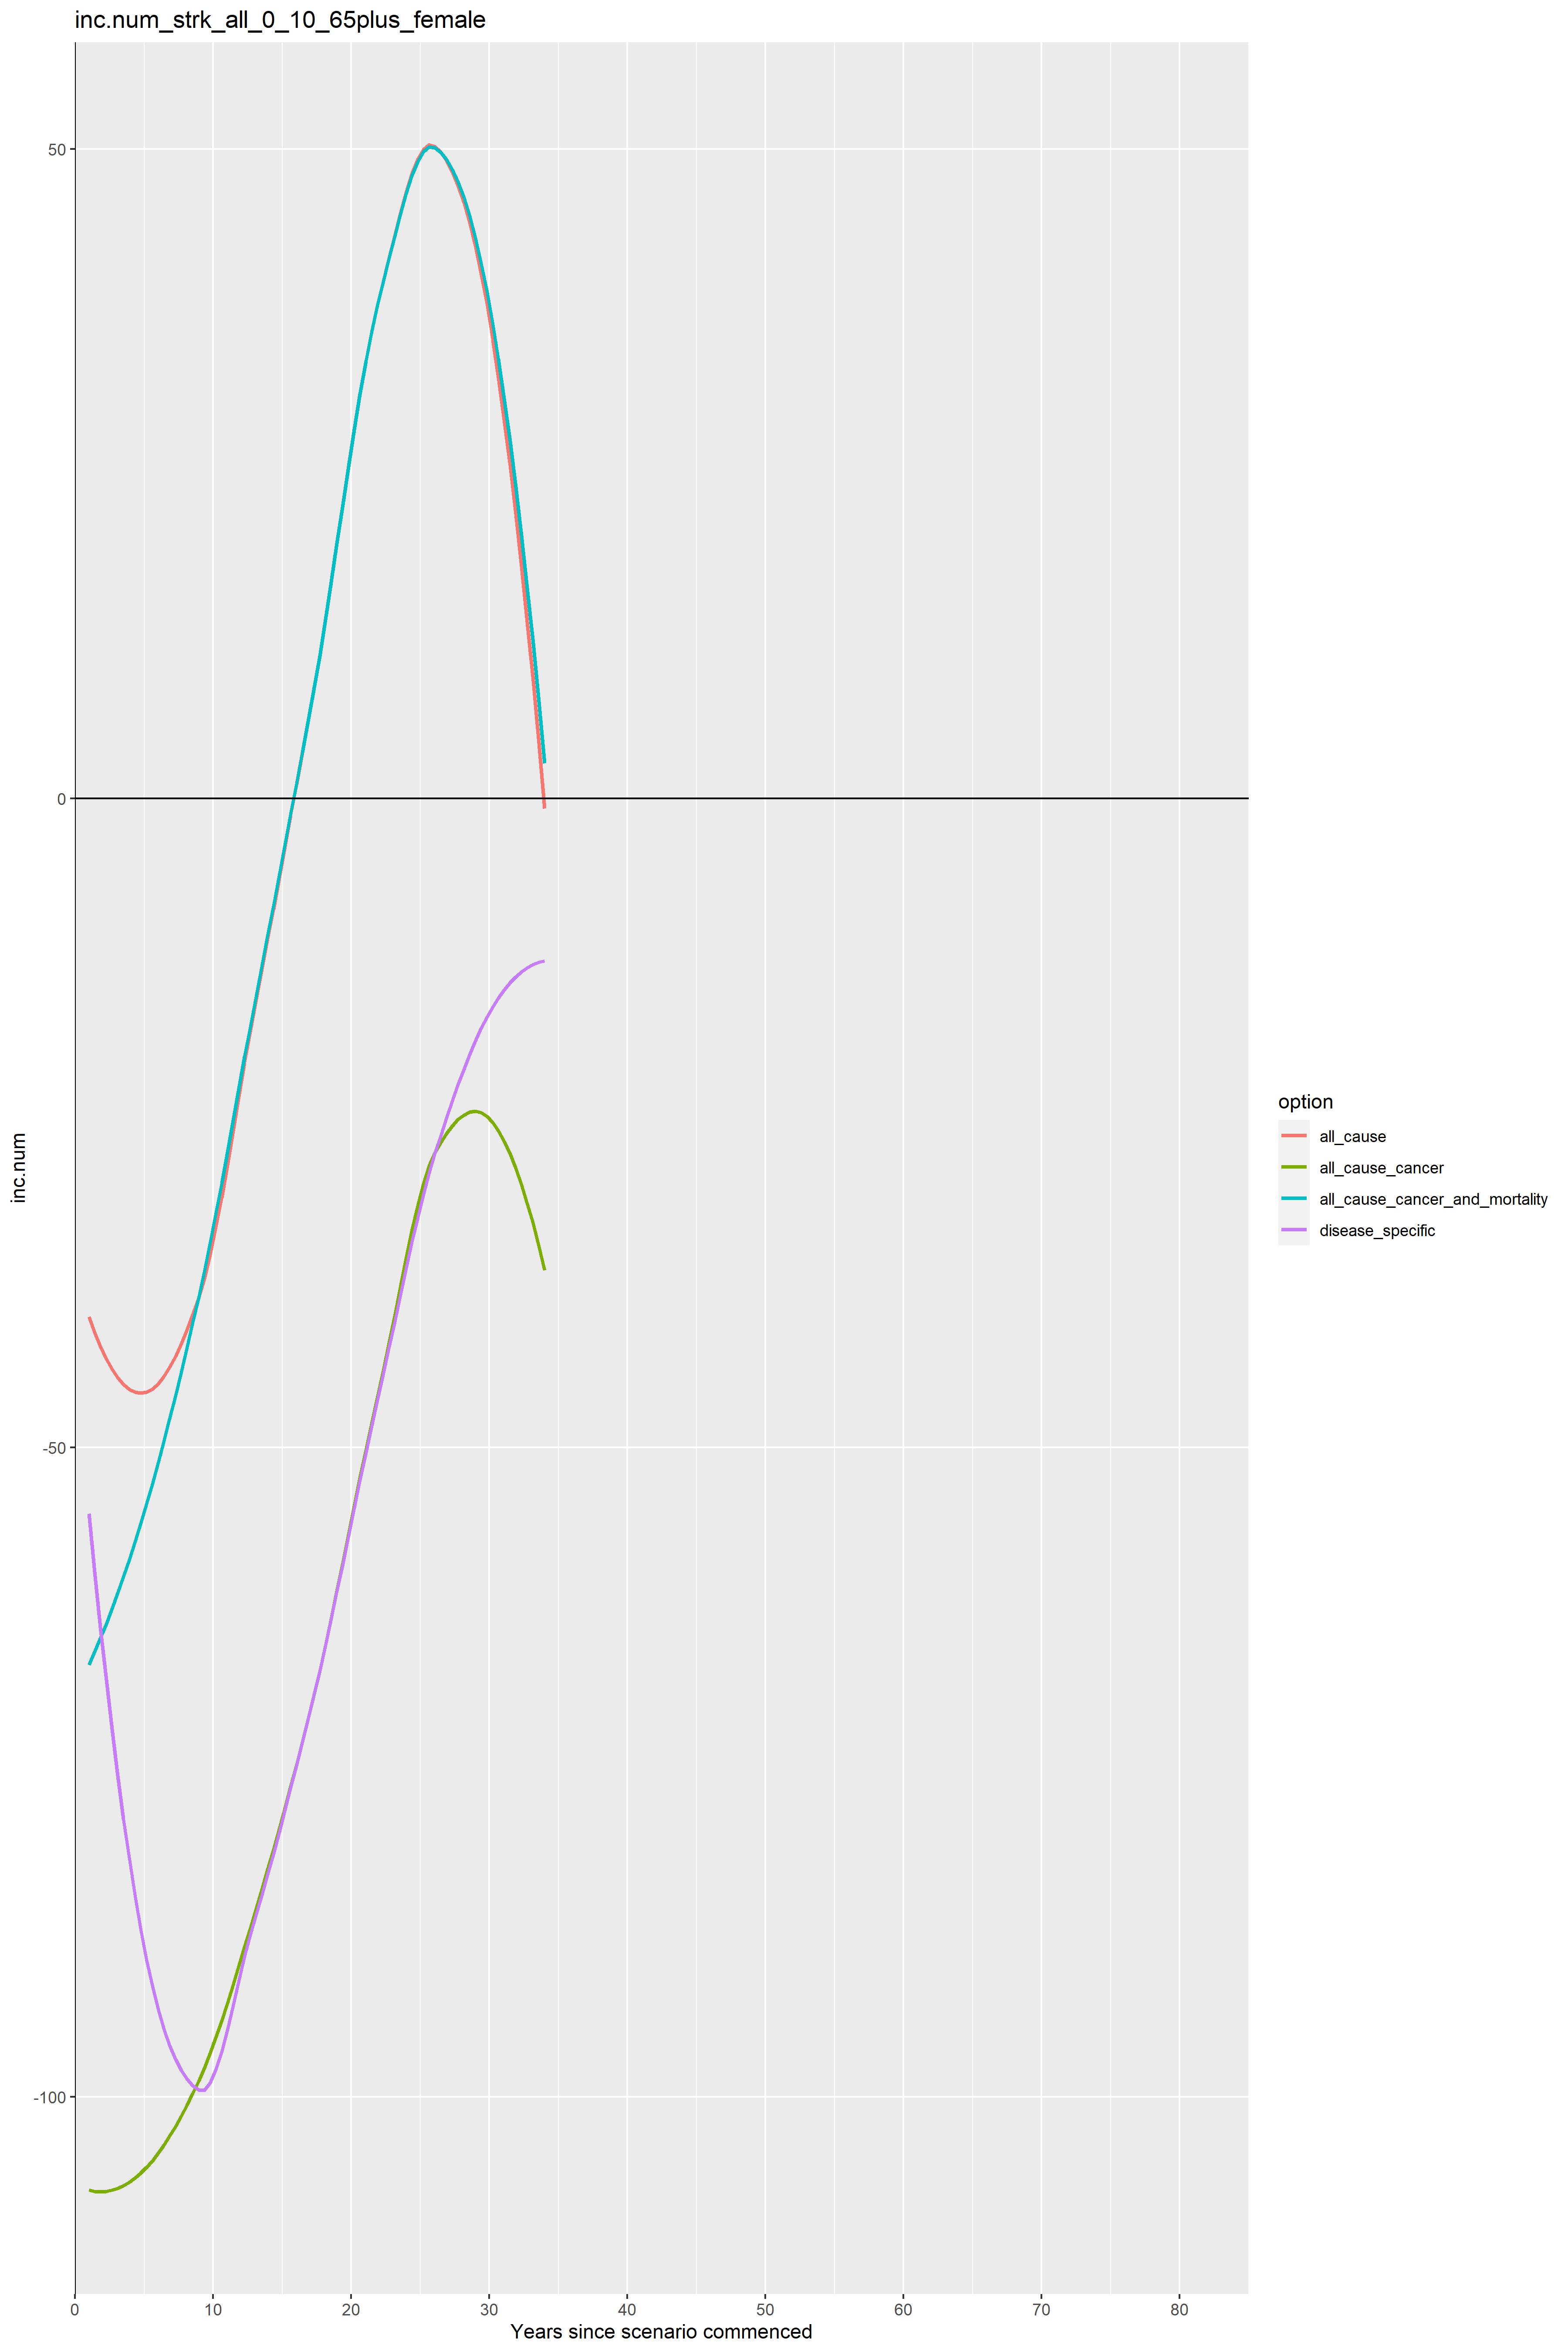 inc.num_strk_all_0_10_65plus_female
50
0
-50
-100
inc.num
0 10 20 30 40 50 60 70 80
Years since scenario commenced
option
all_cause
all_cause_cancer
all_cause_cancer_and_mortality
disease_specific